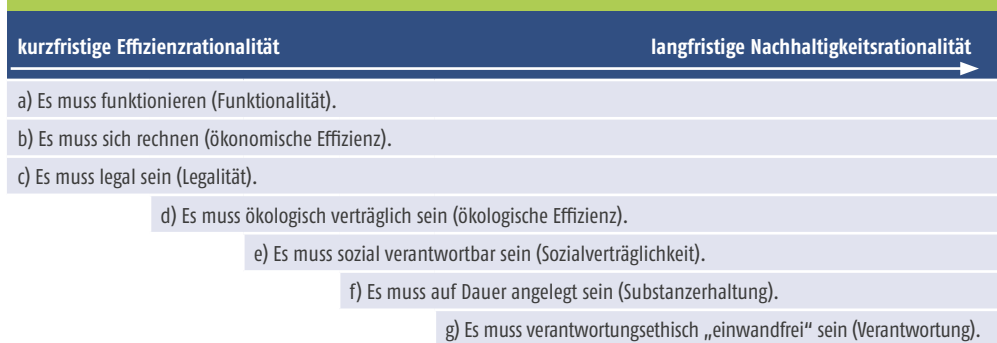 kurzfristige Effizienzrationalität langfristige Nachhaltigkeitsrationalität
a) Es muss funktionieren (Funktionalität).
b) Es muss sich rechnen (ökonomische Effizienz).
c) Es muss legal sein (Legalität).
d) Es muss ökologisch verträglich sein (ökologische Effizienz).
e) Es muss sozial verantwortbar sein (Sozialverträglichkeit).
f) Es muss auf Dauer angelegt sein (Substanzerhaltung).
g) Es muss verantwortungsethisch „einwandfrei“ sein (Verantwortung).